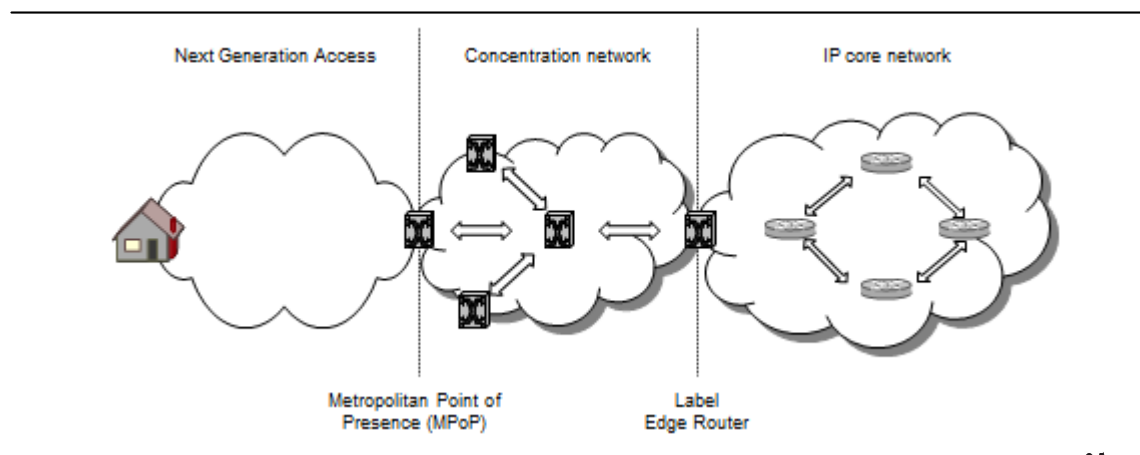 Next Generation Access
Concentration network
IP core network
Metropolitan Point of
Presence (MPoP)
Label
Edge Router